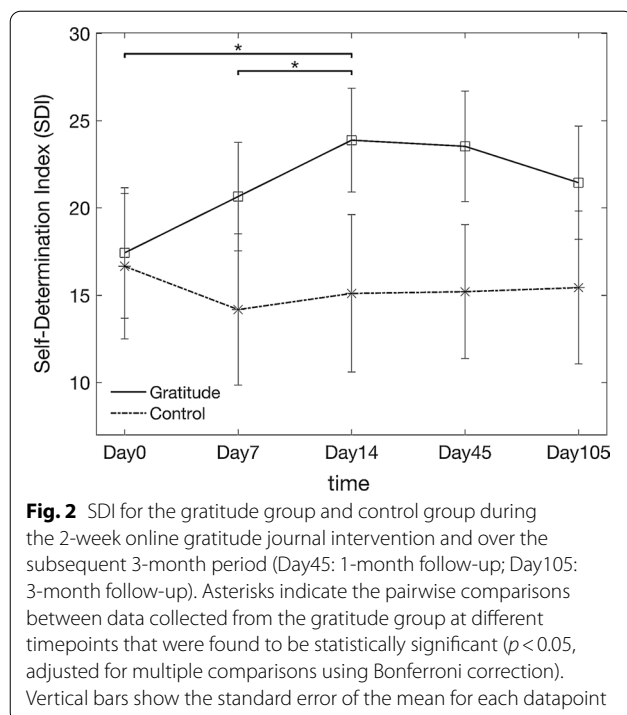 30
*
*
25
20
15
10
Self-Determination Index (SDI)
Gratitude
Control
Day0 Day7 Day14 Day45 Day105
time
Fig. 2 SDI for the gratitude group and control group during
the 2-week online gratitude journal intervention and over the
subsequent 3-month period (Day45: 1-month follow-up; Day105:
3-month follow-up). Asterisks indicate the pairwise comparisons
between data collected from the gratitude group at different
timepoints that were found to be statistically significant (p < 0.05,
adjusted for multiple comparisons using Bonferroni correction).
Vertical bars show the standard error of the mean for each datapoint